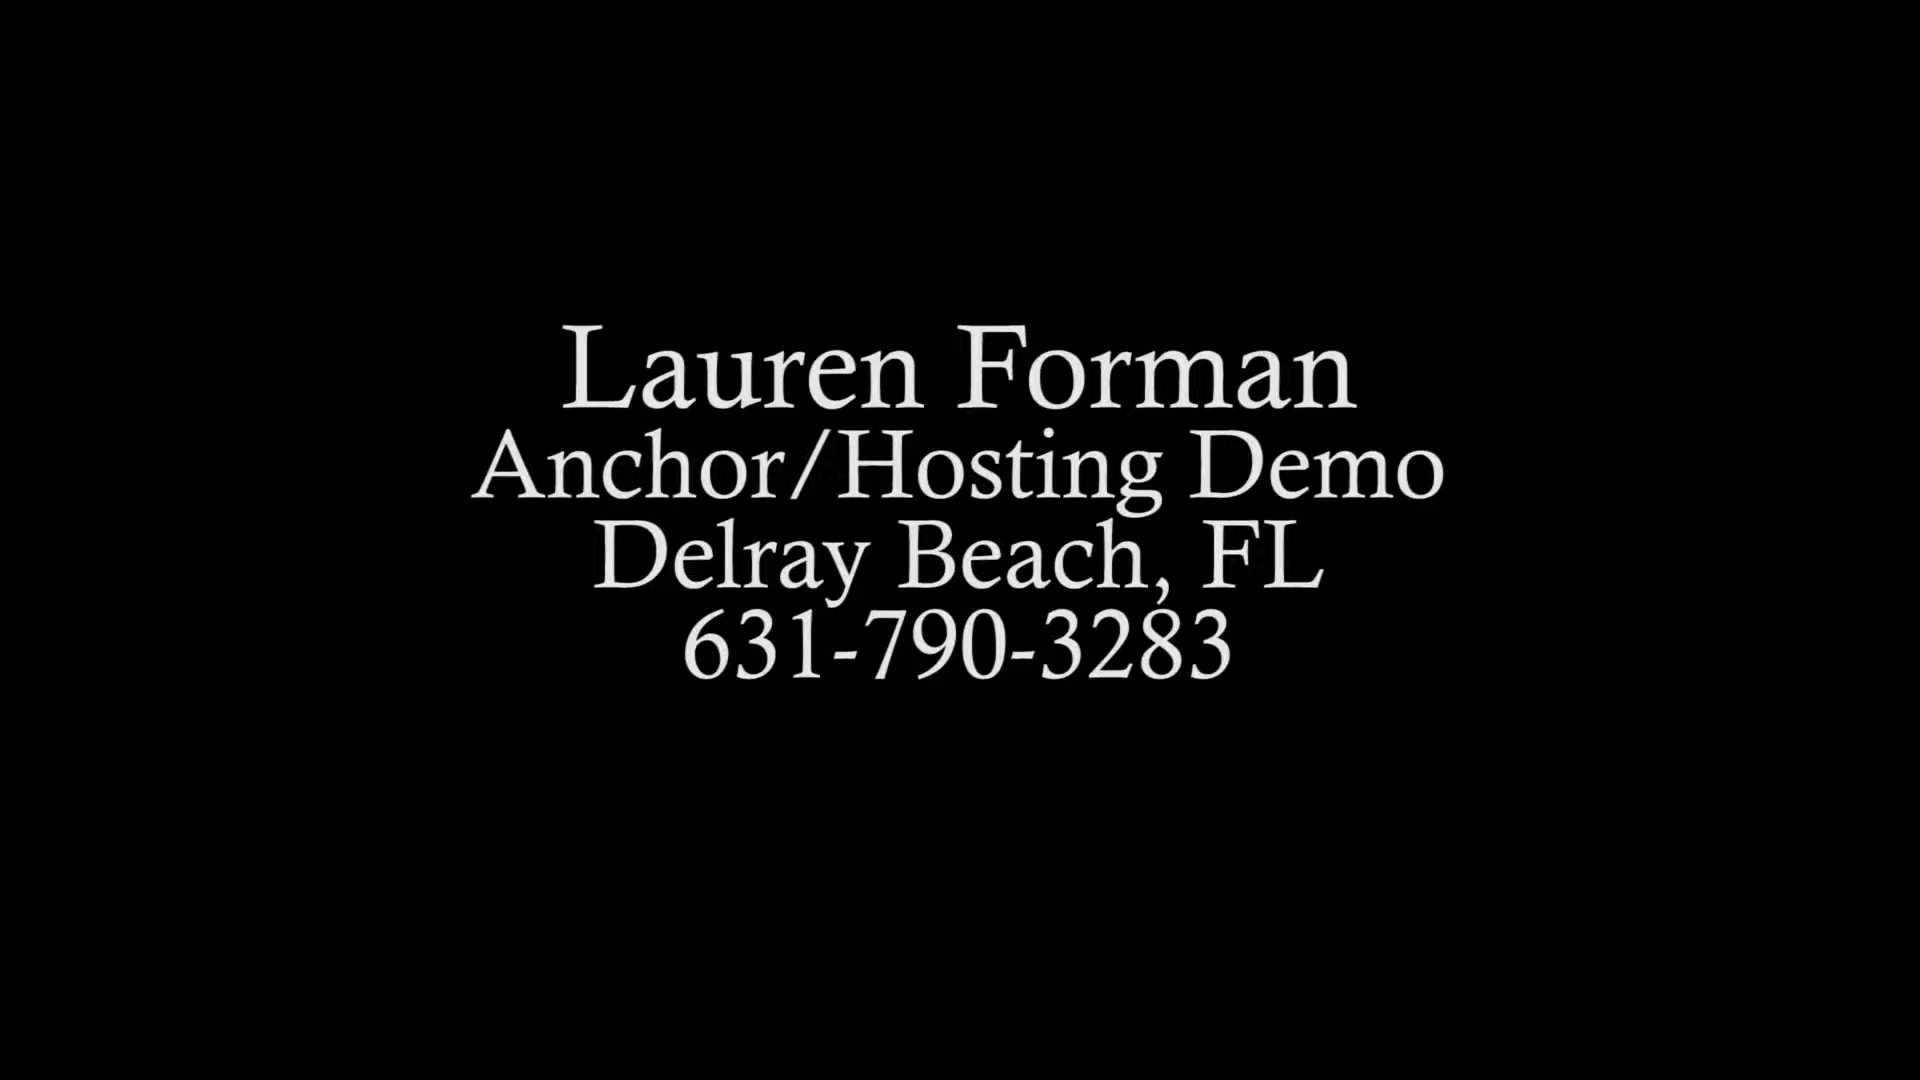 Lauren Forman
Anchor/Hosting Demo
Delray Beach, FL
631-790-3283